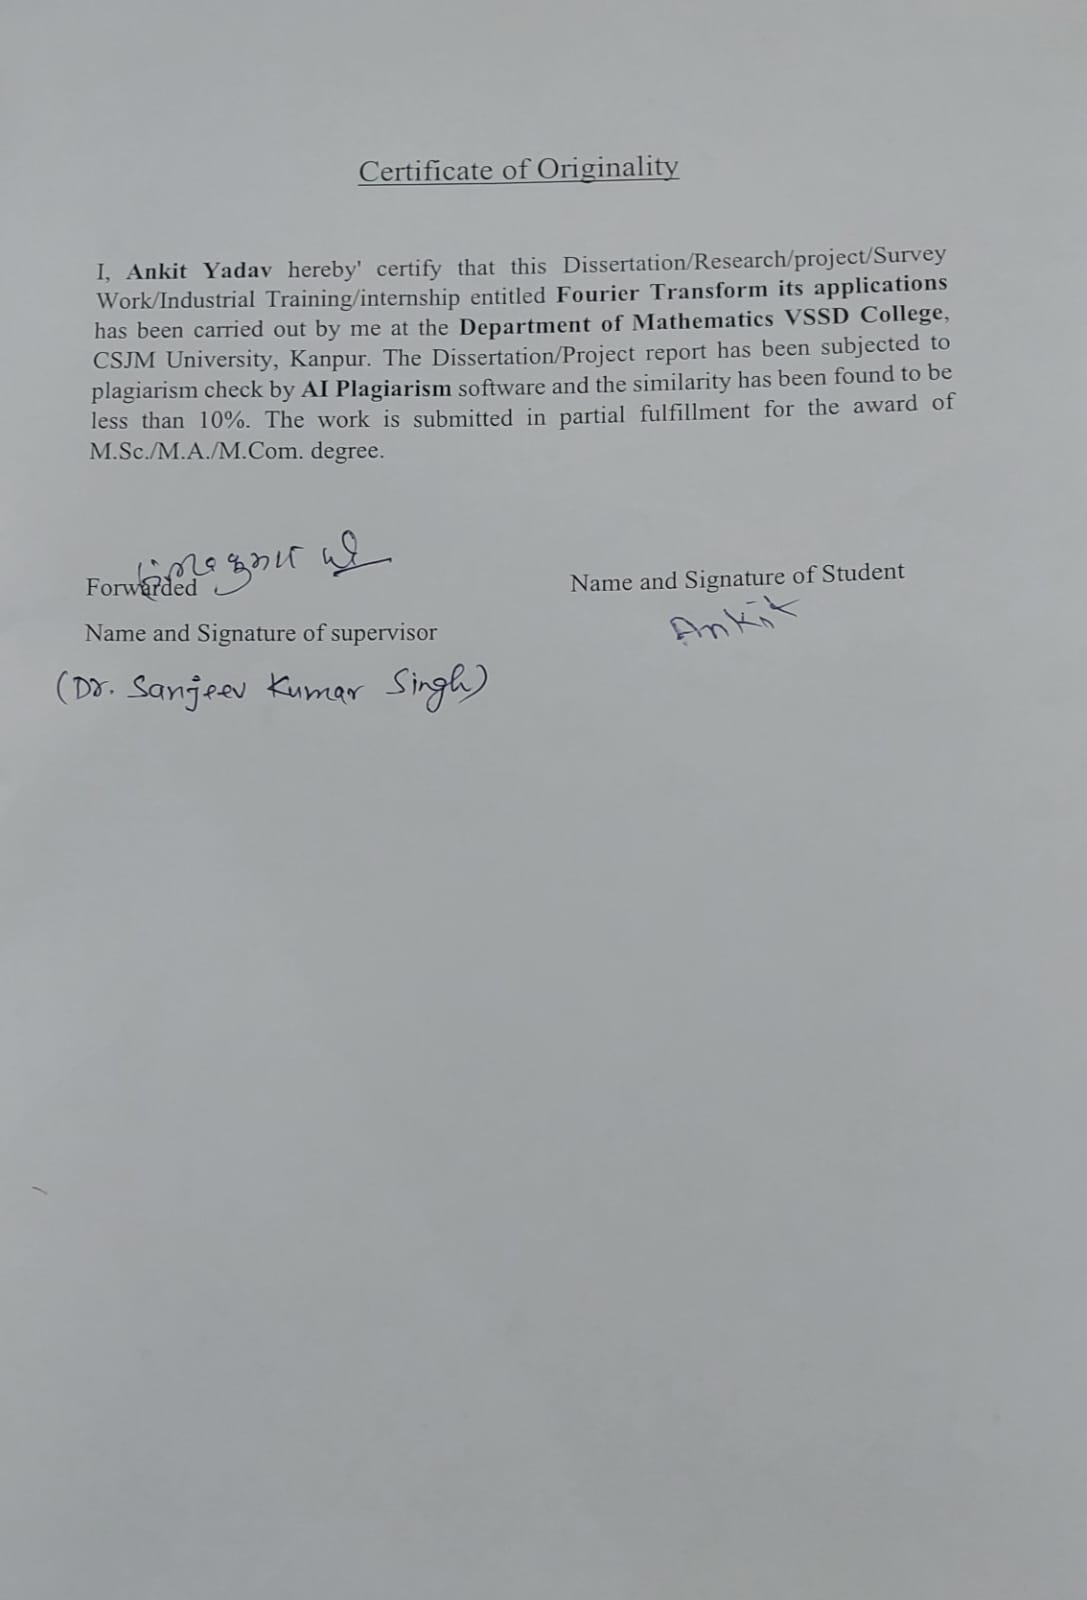 Certificate of Originality
I, Ankit Yadav hereby' certify that this Dissertation/Research/project/Survey
Work/Industrial Training/internship entitled Fourier Transform its applications
has been carried out by me at the Department of Mathematics VSSD College,
CSJM University, Kanpur. The Dissertation/Project report has been subjected to
plagiarism check by AI Plagiarism software and the similarity has been found to be
less than 10%. The work is submitted in partial fulfillment for the award of
M.Sc./M.A./M.Com. degree.
Forwarded
Name and Signature of supervisor
(Dr. Sanjeev Kumar Singh)
Name and Signature of Student
Ankit